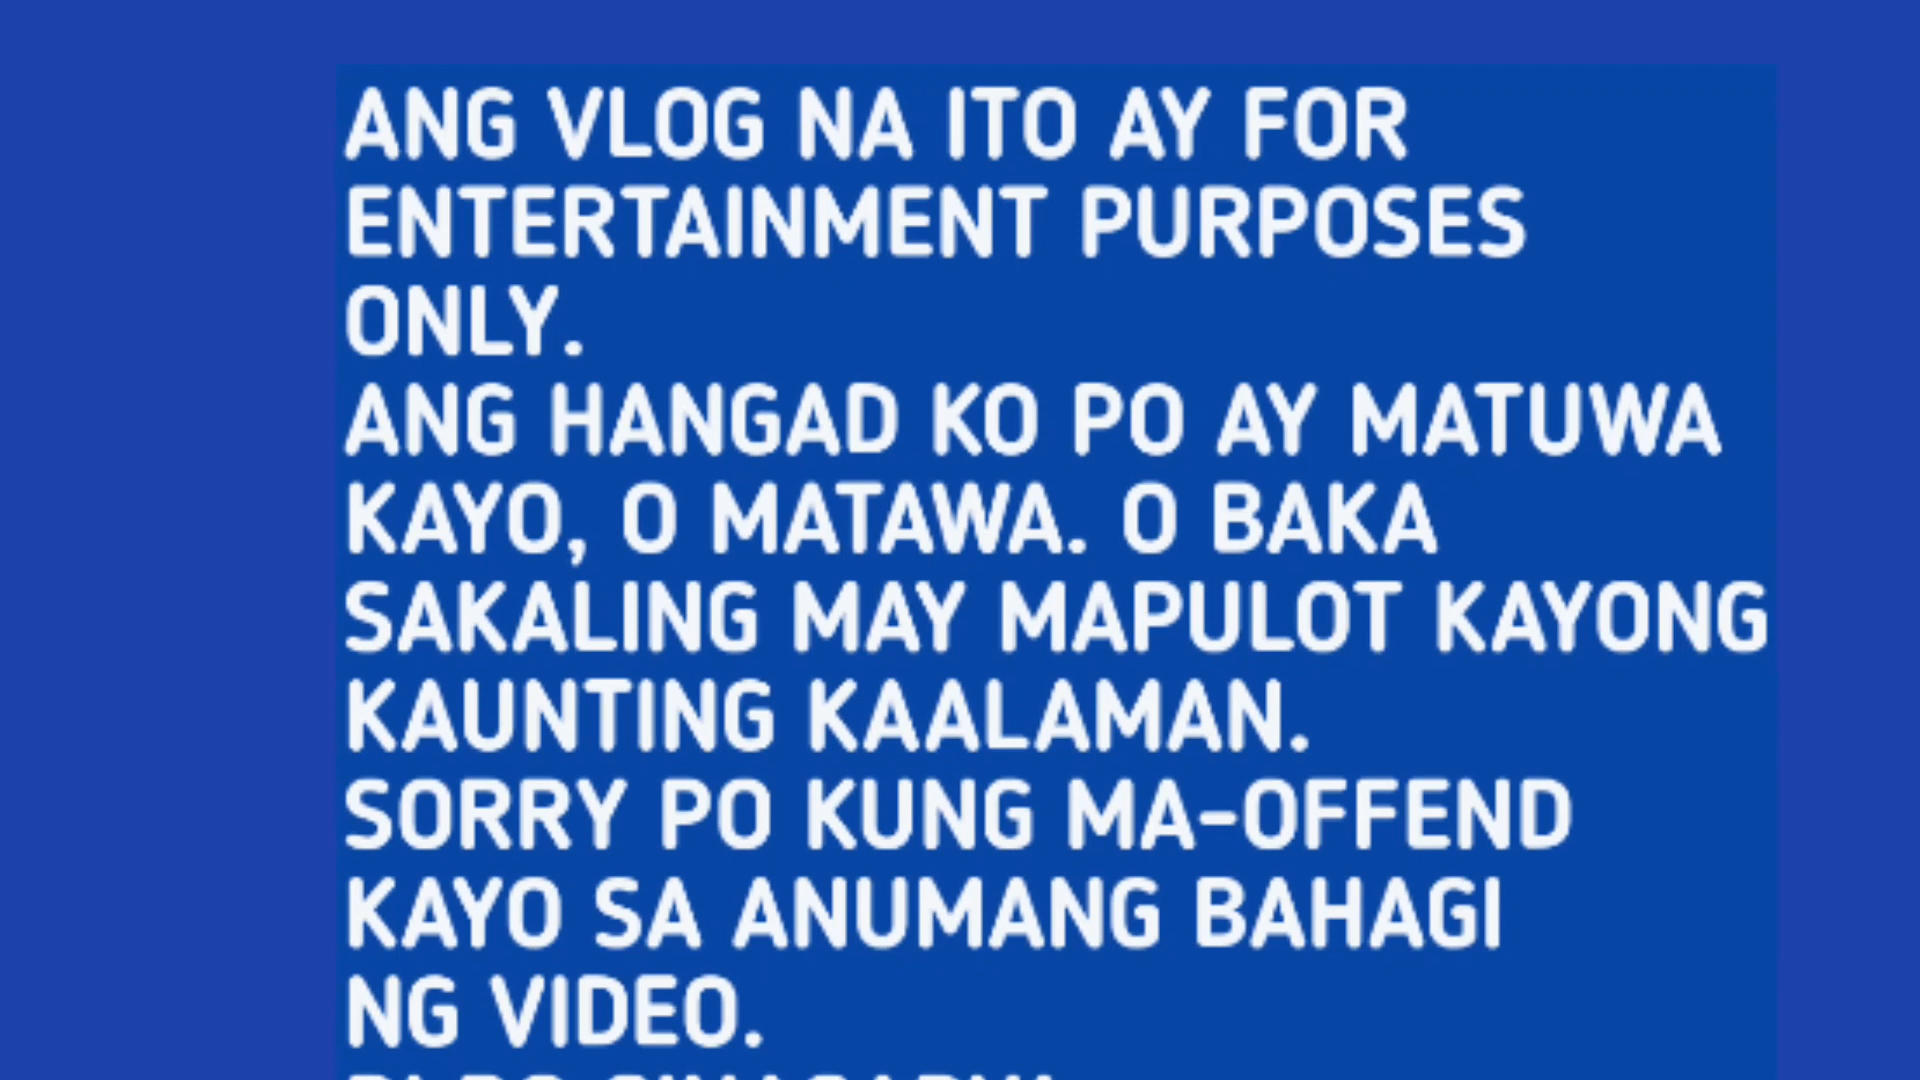 ANG VLOG NA ITO AY FOR
ENTERTAINMENT PURPOSES
ONLY.
ANG HANGAD KO PO AY MATUWA
KAYO, O MATAWA. O BAKA
SAKALING MAY MAPULOT KAYONG
KAUNTING KAALAMAN.
SORRY PO KUNG MA-OFFEND
KAYO SA ANUMANG BAHAGI
NG VIDEO.